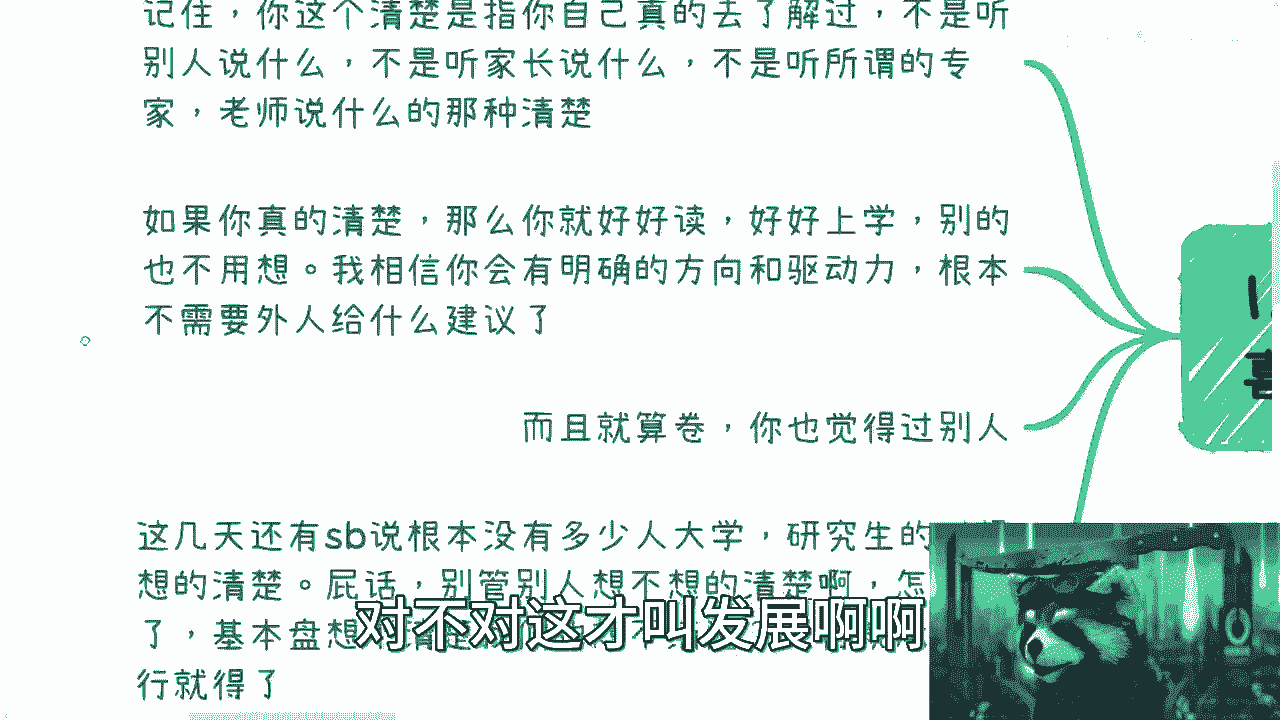 记住，你这个清楚是指你自己真的去了解过，不是听
别人说什么，不是听家长说什么，不是听所谓的专
家，老师说什么的那种清楚
如果你真的清楚，那么你就好好读，好好上学，别的
也不用想。我相信你会有明确的方向和驱动力，根本
不需要外人给什么建议了
而且就算卷，你也觉得过别人
这几天还有sb说根本没有多少人大学，研究生的
想的清楚。屁话，别管别人想不想的清楚啊，怎
了，基本盘想
行就得了
对不对这才叫发展啊啊